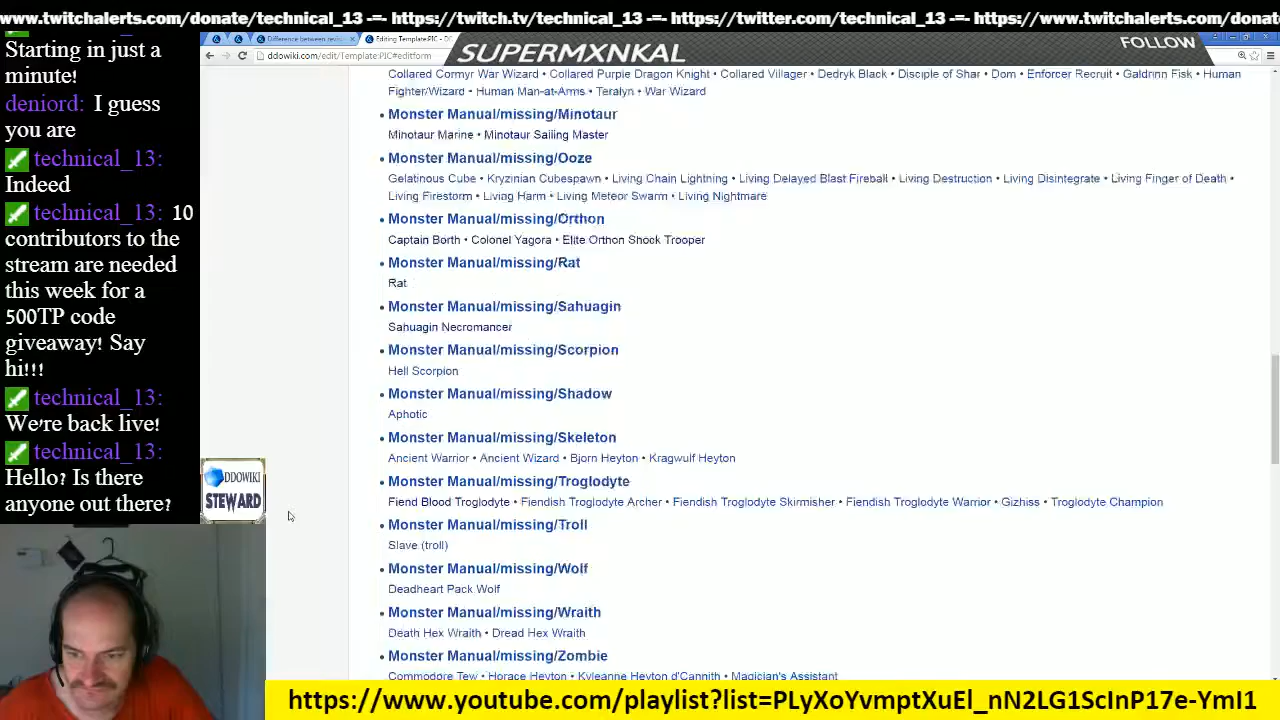 www.twitchalerts.com/donate/technical_13 -=- https://twitch.tv/technical_13 -=- https://twitter.com/technical_13 -=- https://www.twitchalerts.com/donat
Starting in just a
minute!
deniord: I guess
you are
technical_13:
Indeed
technical_13: 10
contributors to the
stream are needed
this week for a
500TP code
giveaway! Say
hi!!!
technical_13:
We're back live!
technical_13:
Hello? Is there
anyone out there?
Difference between revis
Editing Template:PIC - DD
ddowiki.com/edit/Template:PIC#editform
SUPERMXNKAL
FOLLOW
Collared Cormyr War Wizard • Collared Purple Dragon Knight • Collared Villager • Dedryk Black • Disciple of Shar • Dom • Enforcer Recruit • Galdrinn Fisk • Human
Fighter/Wizard • Human Man-at-Arms • Teralyn • War Wizard
• Monster Manual/missing/Minotaur
Minotaur Marine • Minotaur Sailing Master
• Monster Manual/missing/Ooze
Gelatinous Cube • Kryzinian Cubespawn • Living Chain Lightning • Living Delayed Blast Fireball • Living Destruction • Living Disintegrate • Living Finger of Death •
Living Firestorm • Living Harm • Living Meteor Swarm • Living Nightmare
• Monster Manual/missing/Orthon
Captain Borth • Colonel Yagora • Elite Orthon Shock Trooper
• Monster Manual/missing/Rat
Rat
• Monster Manual/missing/Sahuagin
Sahuagin Necromancer
• Monster Manual/missing/Scorpion
Hell Scorpion
• Monster Manual/missing/Shadow
Aphotic
• Monster Manual/missing/Skeleton
Ancient Warrior • Ancient Wizard • Bjorn Heyton • Kragwulf Heyton
• Monster Manual/missing/Troglodyte
Fiend Blood Troglodyte • Fiendish Troglodyte Archer • Fiendish Troglodyte Skirmisher • Fiendish Troglodyte Warrior • Gizhiss • Troglodyte Champion
• Monster Manual/missing/Troll
Slave (troll)
• Monster Manual/missing/Wolf
Deadheart Pack Wolf
• Monster Manual/missing/Wraith
Death Hex Wraith • Dread Hex Wraith
• Monster Manual/missing/Zombie
Commodore Tew • Horace Heyton • Kyleanne Heyton d'Cannith • Magician's Assistant
DDOWIKI
STEWARD
https://www.youtube.com/playlist?list=PLyXoYvmptXuEl_nN2LG1ScInP17e-YmI1